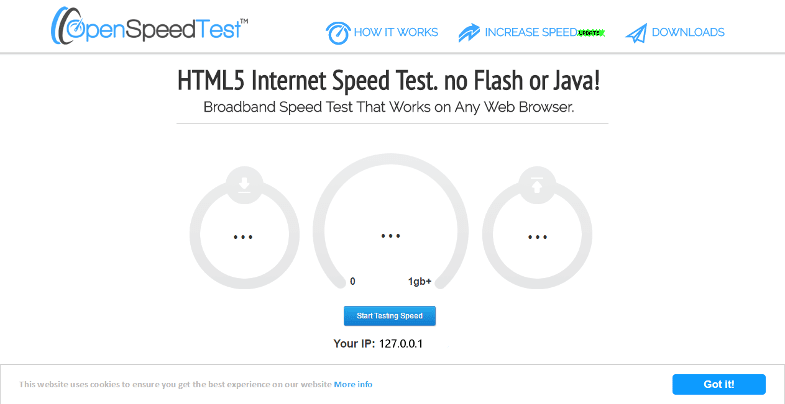 OpenSpeedTest™
HOW IT WORKS
INCREASE SPEED UPDATE
DOWNLOADS
HTML5 Internet Speed Test. no Flash or Java!
Broadband Speed Test That Works on Any Web Browser.
...
...
...
0
1gb+
Start Testing Speed
Your IP: 127.0.0.1
This website uses cookies to ensure you get the best experience on our website More info
Got it!